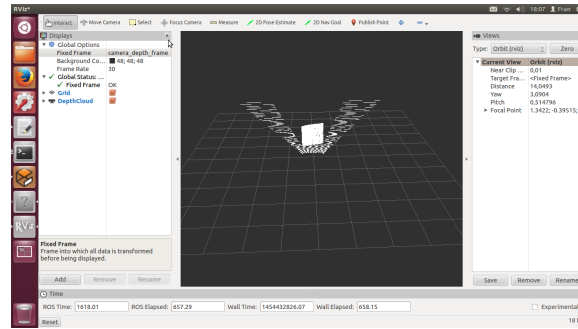 RViz*
18:07 Fran
Interact Move Camera Select Focus Camera Measure 2D Pose Estimate 2D Nav Goal Publish Point
Displays
Global Options
Fixed Frame camera_depth_frame
Background Co... 48; 48; 48
Frame Rate 30
Global Status: ...
Fixed Frame OK
Grid
DepthCloud
Fixed Frame
Frame into which all data is transformed
before being displayed.
Add Remove Rename
Views
Type: Orbit (rviz) Zero
Current View Orbit (rviz)
Near Clip ... 0,01
Target Fra... <Fixed Frame>
Distance 14,0493
Yaw 3,0904
Pitch 0,514796
Focal Point 1.3422; -0.39515;
Save Remove Rename
Time
ROS Time: 1618.01 ROS Elapsed: 657.29 Wall Time: 1454432826.07 Wall Elapsed: 658.15 Experimental
Reset 18
RViz